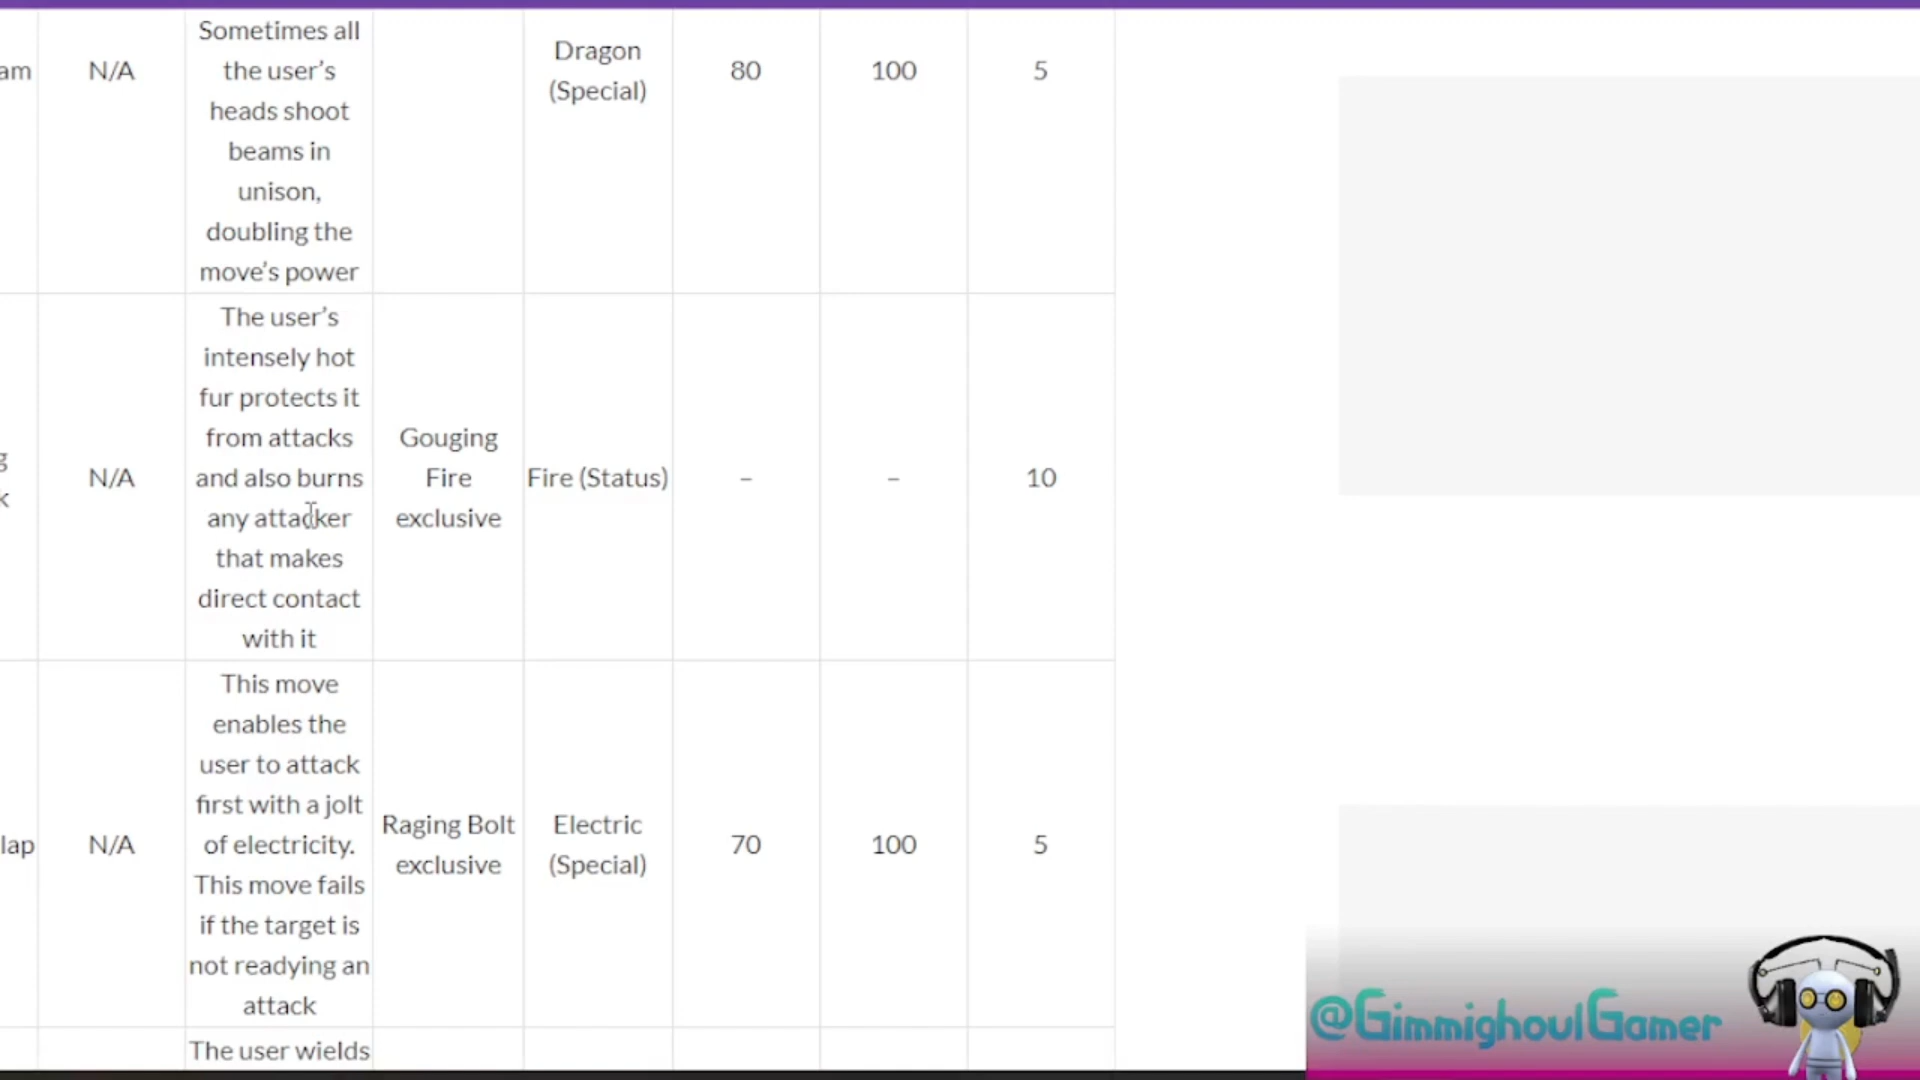 Sometimes all
the user’s
heads shoot
beams in
unison,
doubling the
move’s power
am
N/A
Dragon
(Special)
80
100
5
The user’s
intensely hot
fur protects it
from attacks
and also burns
any attacker
that makes
direct contact
with it
g
k
N/A
Gouging
Fire
exclusive
Fire (Status)
–
–
10
This move
enables the
user to attack
first with a jolt
of electricity.
This move fails
if the target is
not readying an
attack
lap
N/A
Raging Bolt
exclusive
Electric
(Special)
70
100
5
The user wields
@GimmighoulGamer